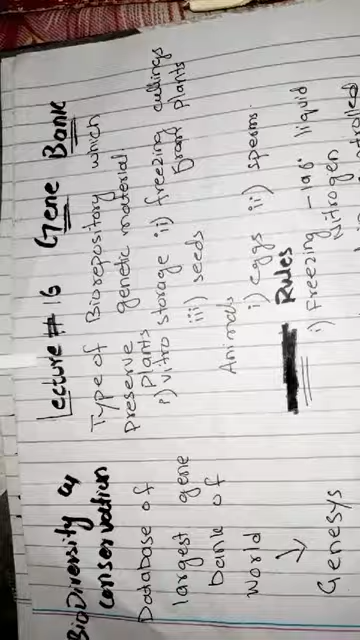 BioDiversity &
conservation
Database of
largest gene
bank of
world
↓
Genesys
Lecture # 16 Gene Bank
Type of Biorepository which
preserve genetic material.
Plants
i) vitro storage ii) freezing cuttings
from plants
iii) seeds
Animals
i) eggs ii) sperms.
Rules
i) Freezing -196° liquid
Nitrogen